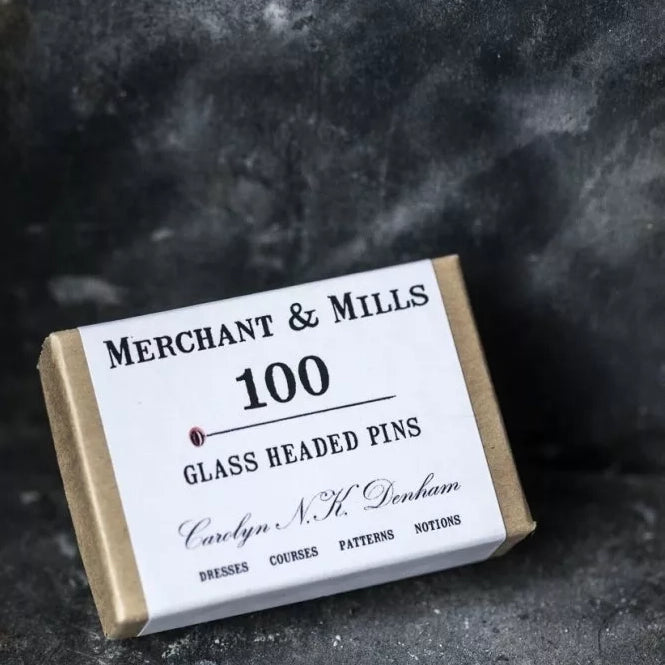 MERCHANT & MILLS
100
GLASS HEADED PINS
Carolyn N.K. Denham
DRESSES COURSES PATTERNS NOTIONS